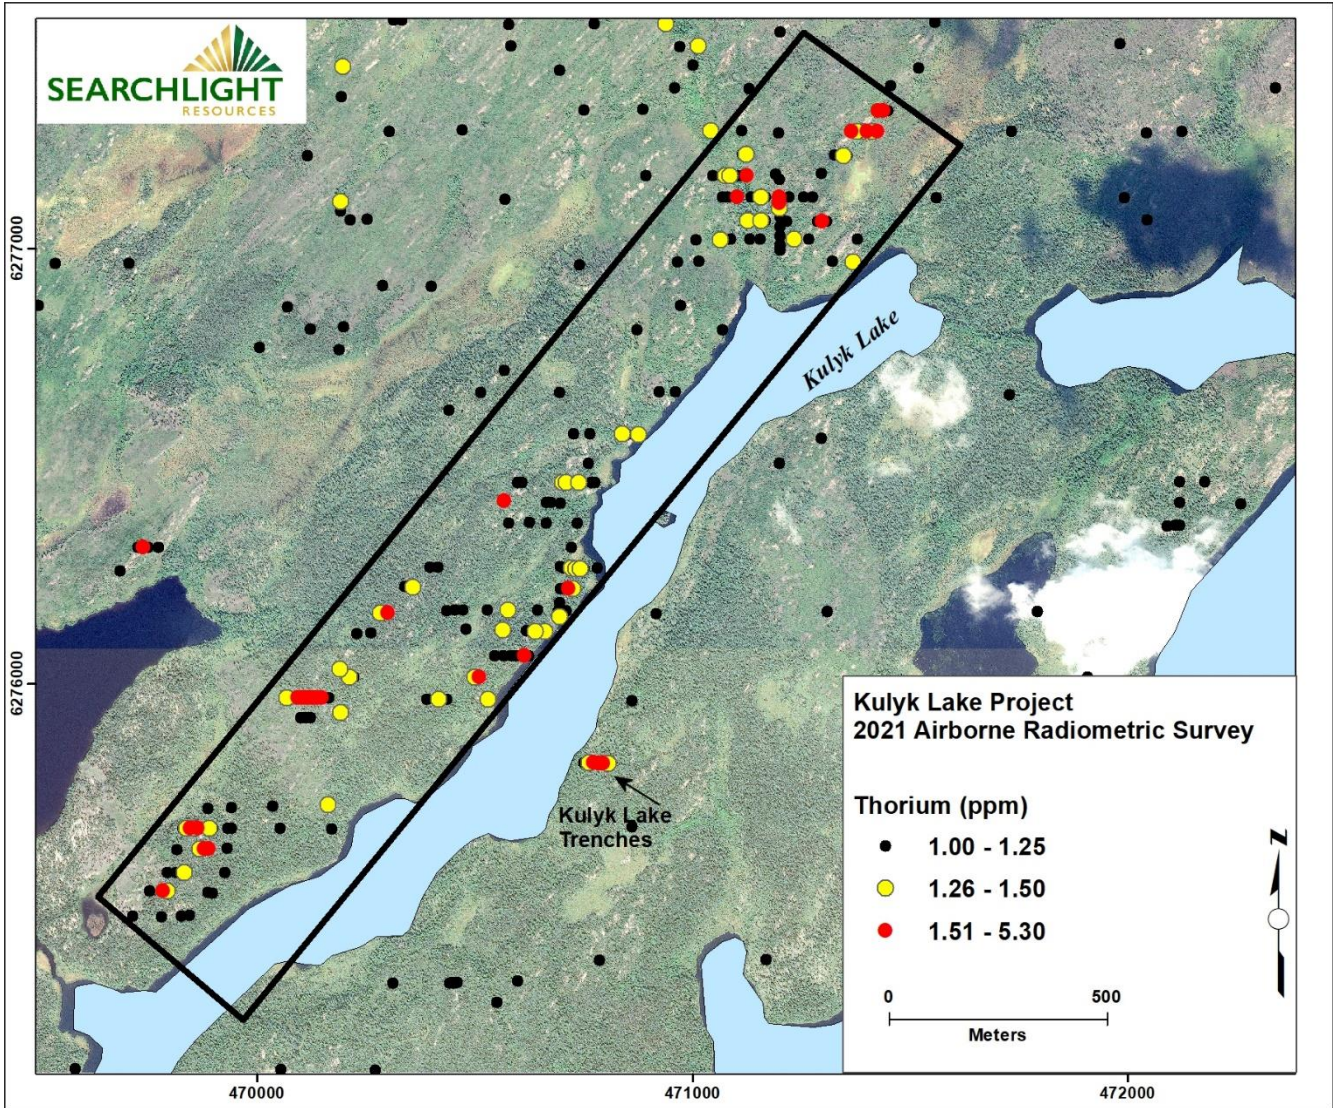 SEARCHLIGHT
RESOURCES
6277000
Kulyk Lake
6276000
Kulyk Lake
Trenches
Kulyk Lake Project
2021 Airborne Radiometric Survey
Thorium (ppm)
1.00 - 1.25
1.26 - 1.50
1.51 - 5.30
N
0 500
Meters
470000 471000 472000